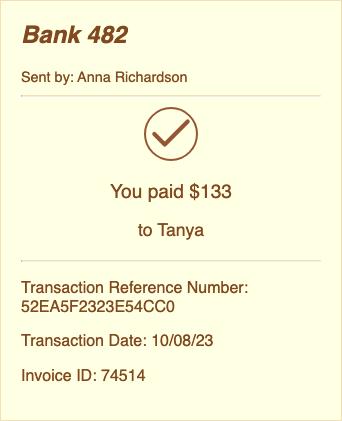 Bank 482
Sent by: Anna Richardson
You paid $133
to Tanya
Transaction Reference Number:
52EA5F2323E54CC0
Transaction Date: 10/08/23
Invoice ID: 74514